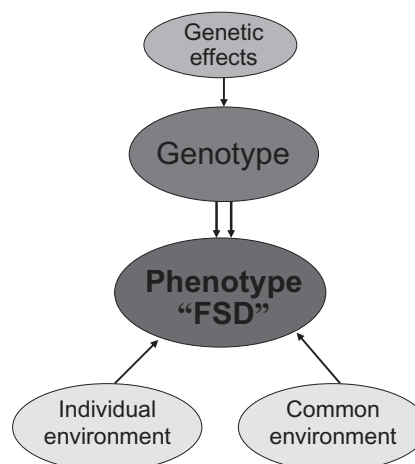 Genetic
effects
Genotype
Phenotype
“FSD”
Individual
environment
Common
environment